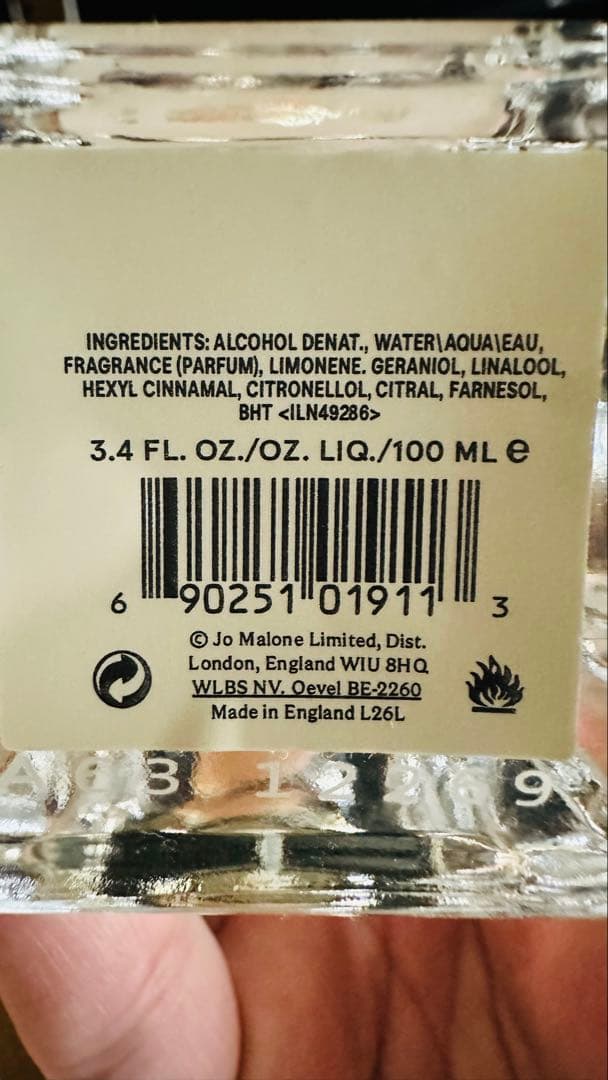 INGREDIENTS: ALCOHOL DENAT., WATER\AQUA\EAU,
FRAGRANCE (PARFUM), LIMONENE. GERANIOL, LINALOOL,
HEXYL CINNAMAL, CITRONELLOL, CITRAL, FARNESOL,
BHT <ILN49286>
3.4 FL. OZ./OZ. LIQ./100 ML e
6 90251 01911 3
© Jo Malone Limited, Dist.
London, England WIU 8HQ
WLBS NV. Oevel BE-2260
Made in England L26L